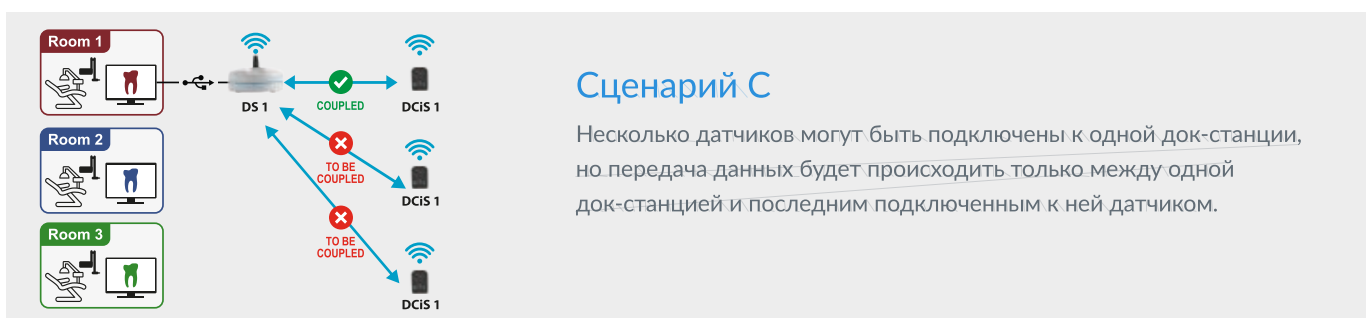 Room 1
DS 1
COUPLED
DCiS 1
Room 2
TO BE
COUPLED
DCiS 1
Room 3
TO BE
COUPLED
DCiS 1
Сценарий C
Несколько датчиков могут быть подключены к одной док-станции,
но передача данных будет происходить только между одной
док-станцией и последним подключенным к ней датчиком.